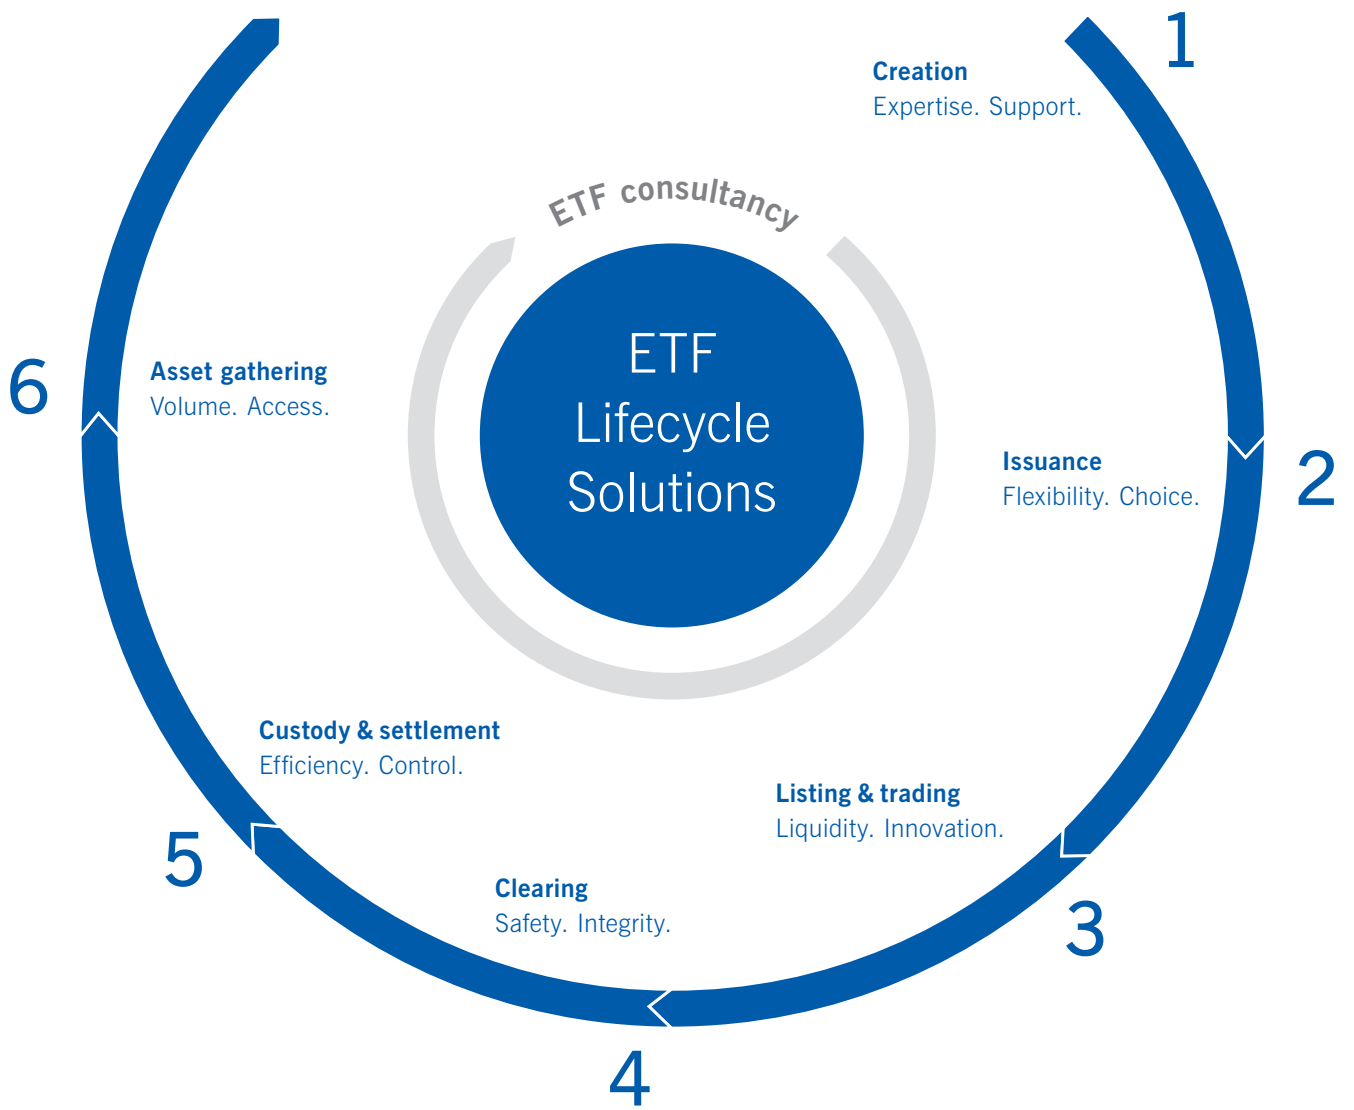 1
Creation
Expertise. Support.
ETF consultancy
ETF
Lifecycle
Solutions
2
Issuance
Flexibility. Choice.
3
Listing & trading
Liquidity. Innovation.
4
Clearing
Safety. Integrity.
5
Custody & settlement
Efficiency. Control.
6
Asset gathering
Volume. Access.